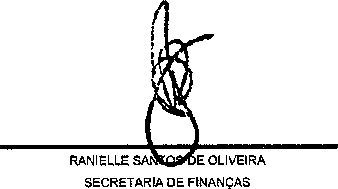 RANIELLE SANTOS DE OLIVEIRA
SECRETARIA DE FINANÇAS